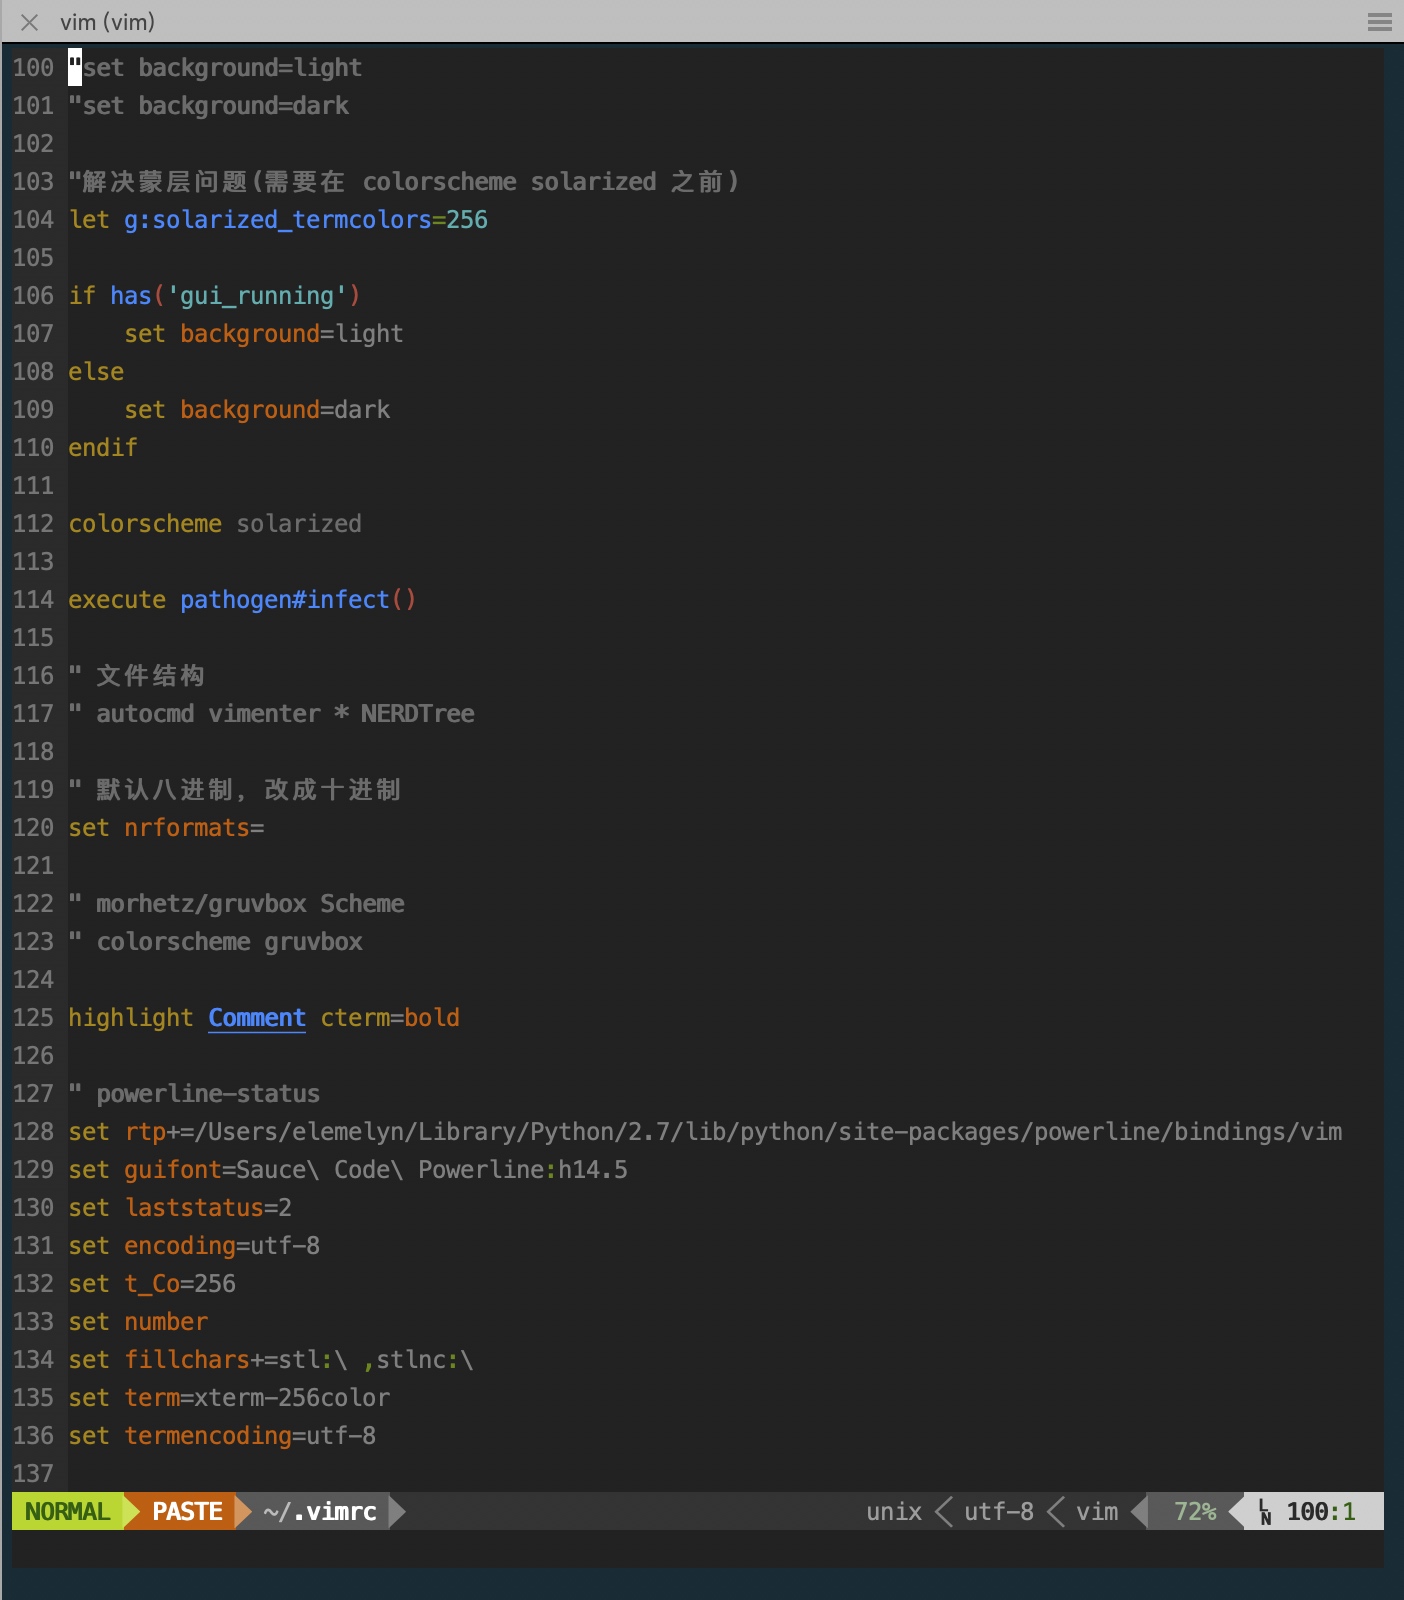 vim (vim)
100 "set background=light
101 "set background=dark
102
103 "解决蒙层问题(需要在 colorscheme solarized 之前)
104 let g:solarized_termcolors=256
105
106 if has('gui_running')
107     set background=light
108 else
109     set background=dark
110 endif
111
112 colorscheme solarized
113
114 execute pathogen#infect()
115
116 " 文件结构
117 " autocmd vimenter * NERDTree
118
119 " 默认八进制, 改成十进制
120 set nrformats=
121
122 " morhetz/gruvbox Scheme
123 " colorscheme gruvbox
124
125 highlight Comment cterm=bold
126
127 " powerline-status
128 set rtp+=/Users/elemelyn/Library/Python/2.7/lib/python/site-packages/powerline/bindings/vim
129 set guifont=Sauce\ Code\ Powerline:h14.5
130 set laststatus=2
131 set encoding=utf-8
132 set t_Co=256
133 set number
134 set fillchars+=stl:\ ,stlnc:\
135 set term=xterm-256color
136 set termencoding=utf-8
137
NORMAL PASTE ~/.vimrc unix utf-8 vim 72% LN 100:1